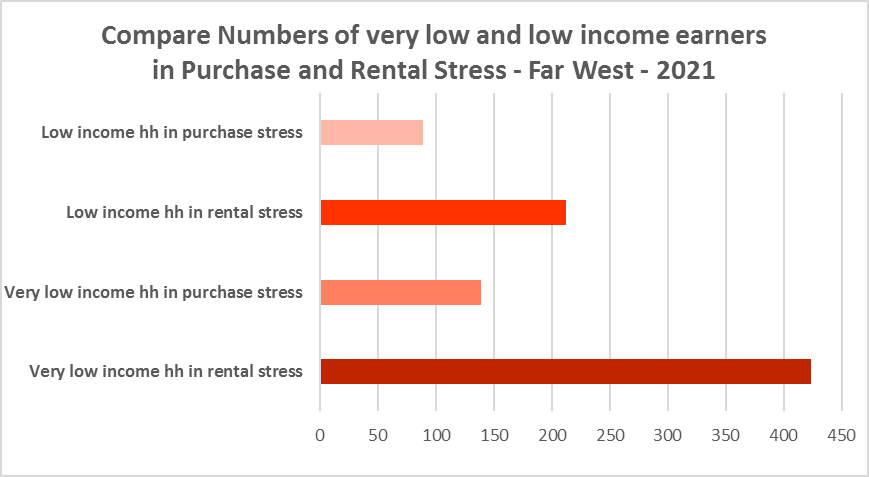 Compare Numbers of very low and low income earners
in Purchase and Rental Stress - Far West - 2021
Low income hh in purchase stress
Low income hh in rental stress
Very low income hh in purchase stress
Very low income hh in rental stress
0 50 100 150 200 250 300 350 400 450